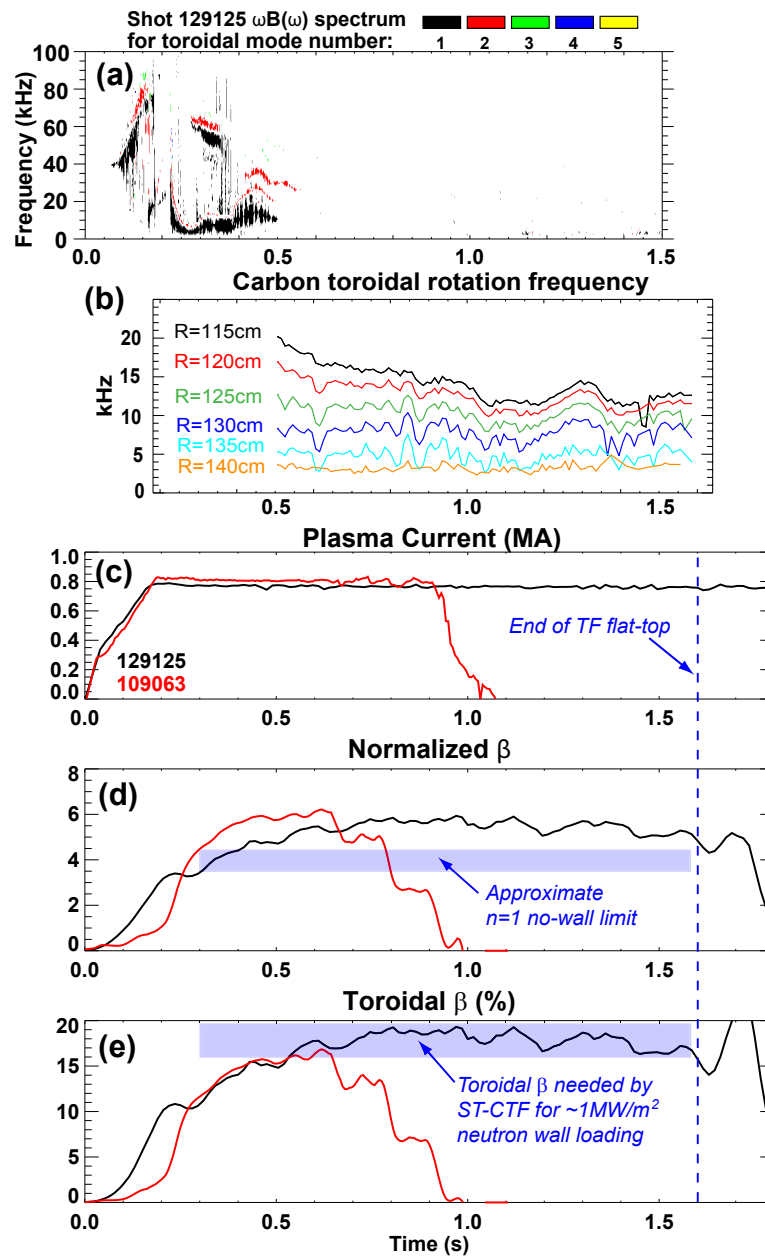 Shot 129125 ωB(ω) spectrum
for toroidal mode number:
1 2 3 4 5
(a)
Frequency (kHz)
100
80
60
40
20
0
0.0 0.5 1.0 1.5
Carbon toroidal rotation frequency
(b)
kHz
20
15
10
5
0
R=115cm
R=120cm
R=125cm
R=130cm
R=135cm
R=140cm
0.5 1.0 1.5
Plasma Current (MA)
(c)
1.0
0.8
0.6
0.4
0.2
0.0
129125
109063
End of TF flat-top
0.0 0.5 1.0 1.5
Normalized β
(d)
8
6
4
2
0
Approximate
n=1 no-wall limit
0.0 0.5 1.0 1.5
Toroidal β (%)
(e)
20
15
10
5
0
Toroidal β needed by
ST-CTF for ~1MW/m²
neutron wall loading
0.0 0.5 1.0 1.5
Time (s)